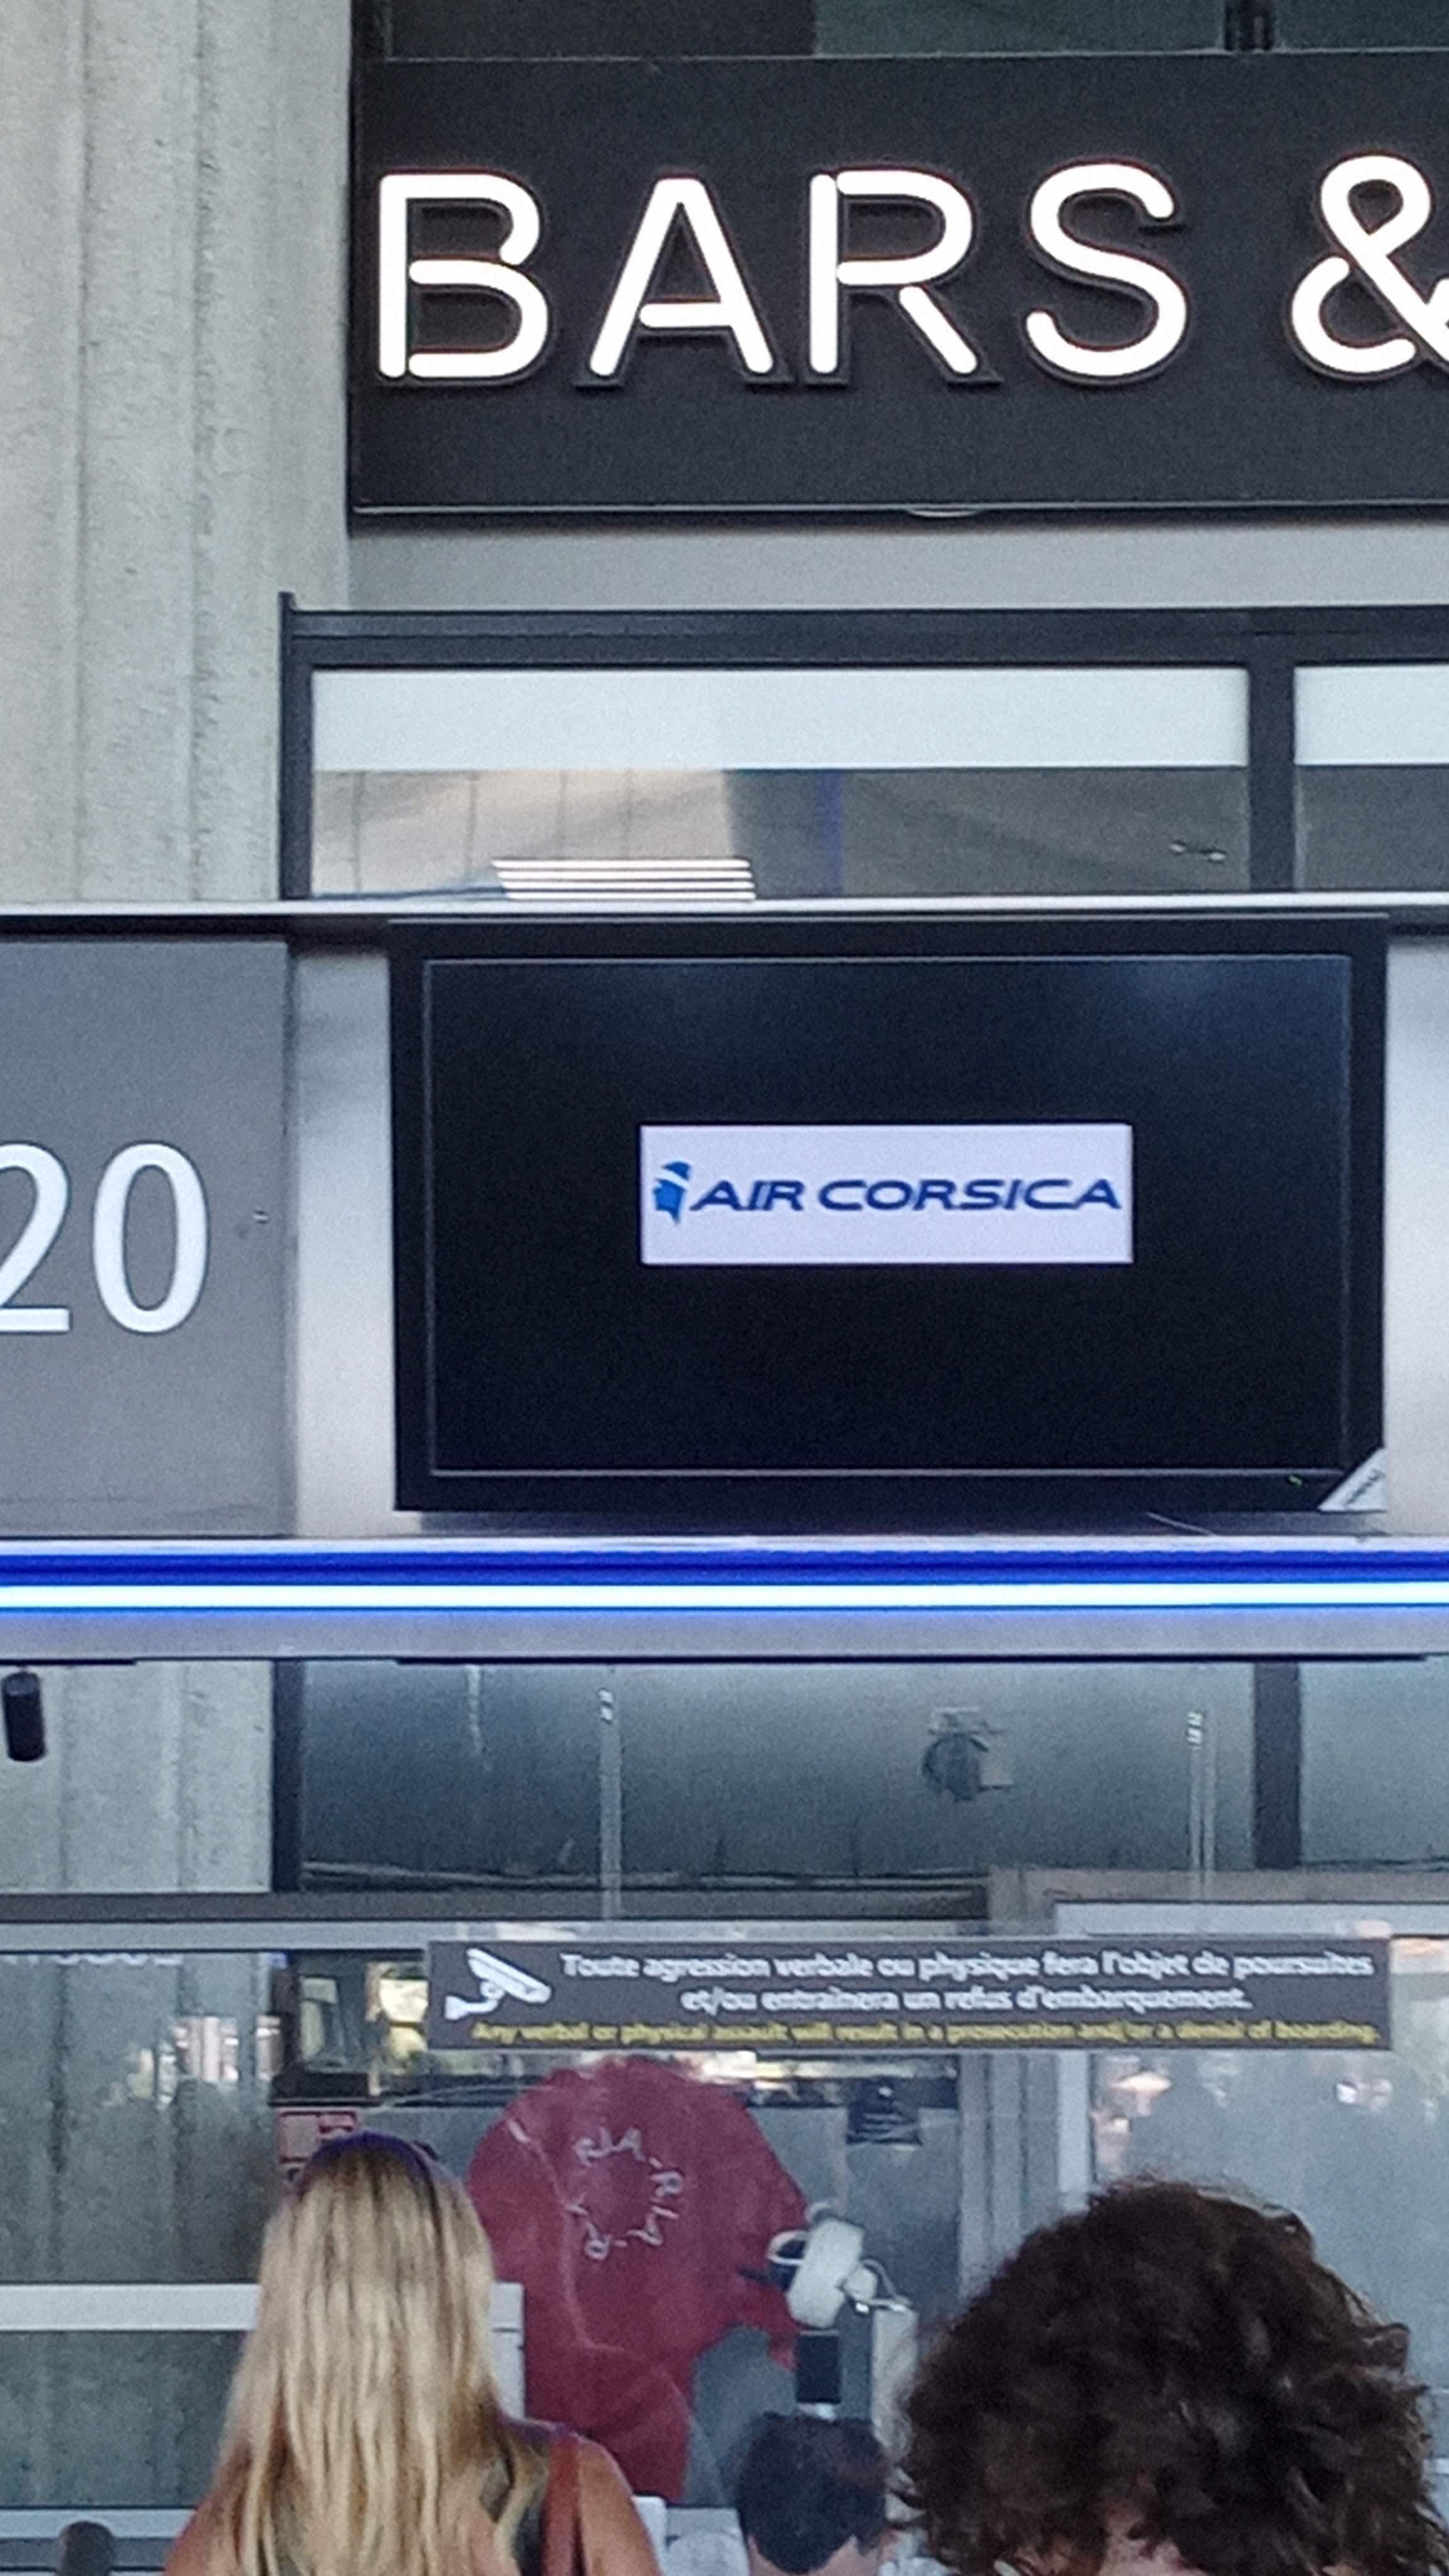 BARS &
20
AIR CORSICA
Toute agression verbale ou physique fera l'objet de poursuites
et/ou entraînera un refus d'embarquement.
Any verbal or physical assault will result in a prosecution and/or a denial of boarding.